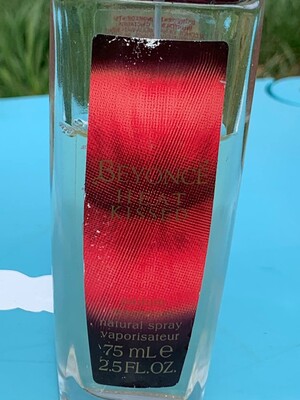 BEYONCÉ
HEAT
KISSED
natural spray
vaporisateur
75 mL e
2.5 FL.OZ.